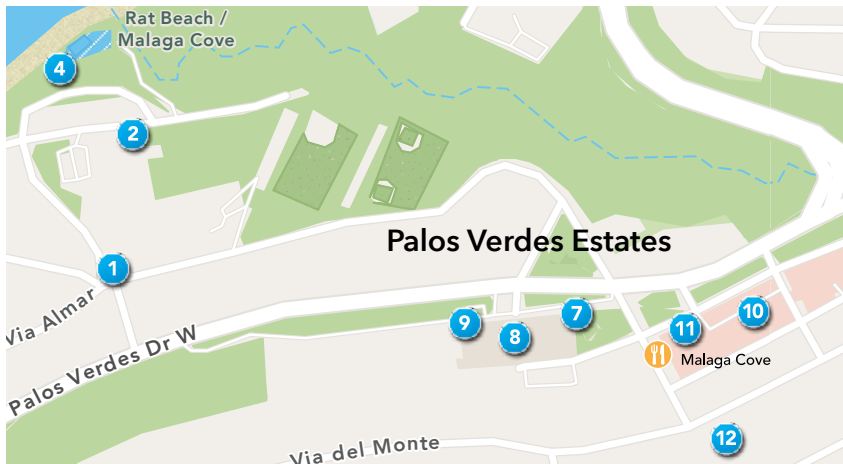 Rat Beach /
Malaga Cove
4
2
Palos Verdes Estates
1
Via Almar
Palos Verdes Dr W
9
8
7
11
10
Malaga Cove
12
Via del Monte